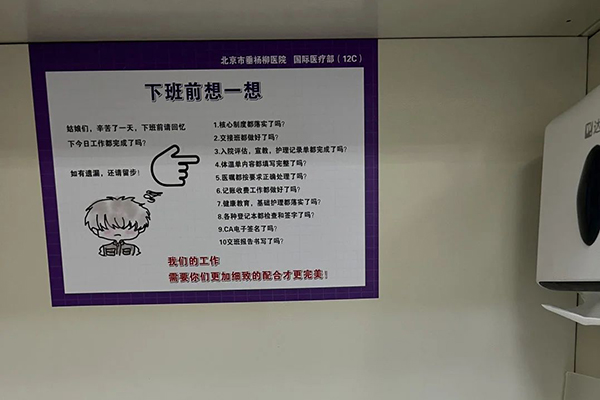 北京市垂杨柳医院 国际医疗部（12C）
下班前想一想
姑娘们，辛苦了一天，下班前请回忆
下今日工作都完成了吗？
如有遗漏，还请留步！
1.核心制度都落实了吗？
2.交接班都做好了吗？
3.入院评估，宣教，护理记录单都完成了吗？
4.体温单内容都填写完整了吗？
5.医嘱都按要求正确处理了吗？
6.记账收费工作都做好了吗？
7.健康教育，基础护理都落实了吗？
8.各种登记本都检查和签字了吗？
9.CA电子签名了吗？
10交班报告书写了吗？
我们的工作
需要你们更加细致的配合才更完美！